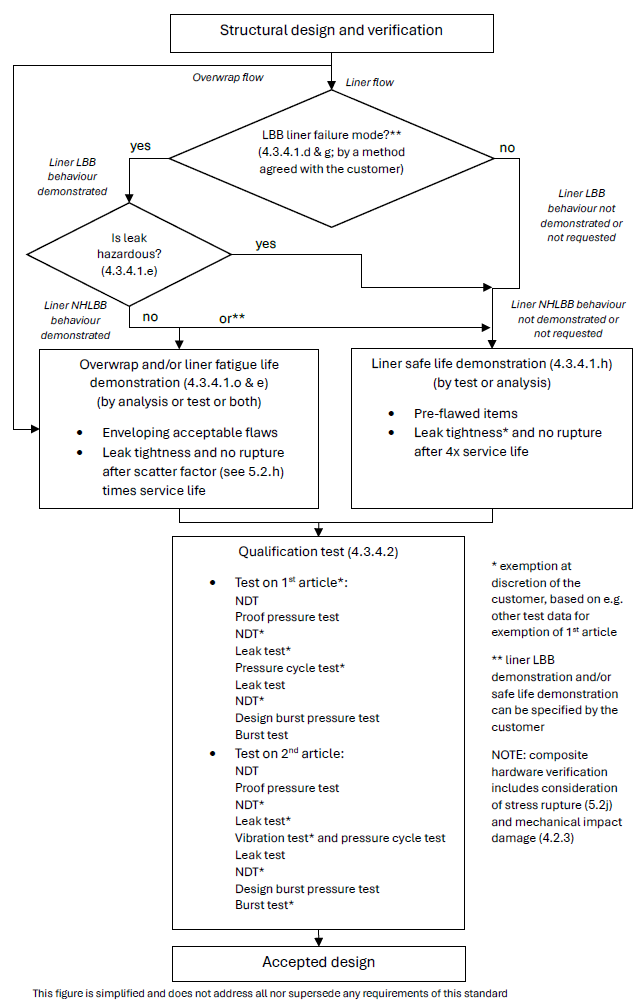 Structural design and verification
Overwrap flow
Liner flow
LBB liner failure mode?**
(4.3.4.1.d & g; by a method
agreed with the customer)
yes
no
Liner LBB
behaviour
demonstrated
Liner LBB
behaviour not
demonstrated or
not requested
Is leak
hazardous?
(4.3.4.1.e)
yes
Liner NHLBB
behaviour
demonstrated
no
or**
Liner NHLBB behaviour
not demonstrated or
not requested
Overwrap and/or liner fatigue life
demonstration (4.3.4.1.o & e)
(by analysis or test or both)
• Enveloping acceptable flaws
• Leak tightness and no rupture
after scatter factor (see 5.2.h)
times service life
Liner safe life demonstration (4.3.4.1.h)
(by test or analysis)
• Pre-flawed items
• Leak tightness* and no rupture
after 4x service life
Qualification test (4.3.4.2)
• Test on 1st article*:
NDT
Proof pressure test
NDT*
Leak test*
Pressure cycle test*
Leak test
NDT*
Design burst pressure test
Burst test
• Test on 2nd article:
NDT
Proof pressure test
NDT*
Leak test*
Vibration test* and pressure cycle test
Leak test
NDT*
Design burst pressure test
Burst test*
* exemption at
discretion of the
customer, based on e.g.
other test data for
exemption of 1st article
** liner LBB
demonstration and/or
safe life demonstration
can be specified by the
customer
NOTE: composite
hardware verification
includes consideration
of stress rupture (5.2j)
and mechanical impact
damage (4.2.3)
Accepted design
This figure is simplified and does not address all nor supersede any requirements of this standard